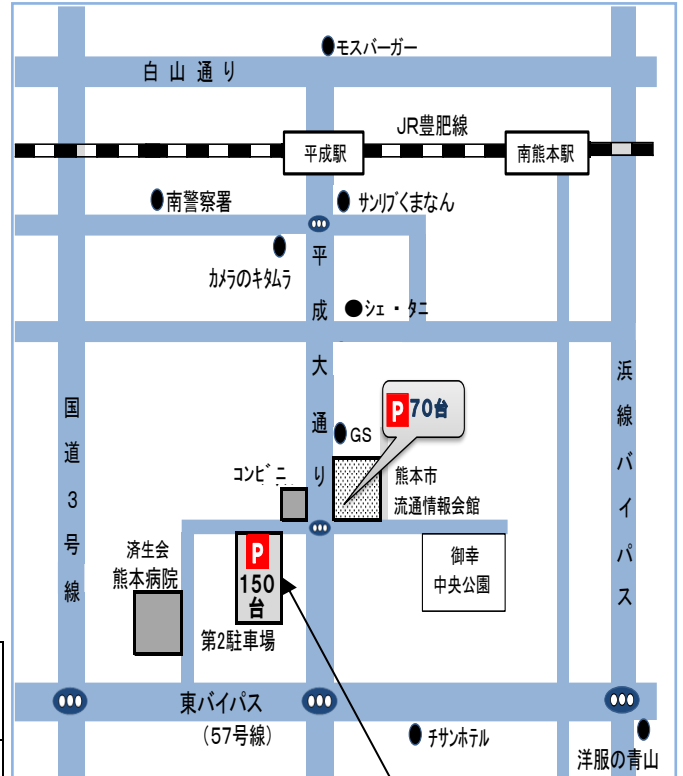 モスバーガー
白山通り
JR豊肥線
平成駅
南熊本駅
南警察署
サンリブくまなん
カメラのキタムラ
シェ・タニ
平成大通り
国道3号線
浜線バイパス
P 70台
GS
コンビニ
熊本市
流通情報会館
P
150
台
第2駐車場
済生会
熊本病院
御幸
中央公園
東バイパス
(57号線)
チサンホテル
洋服の青山